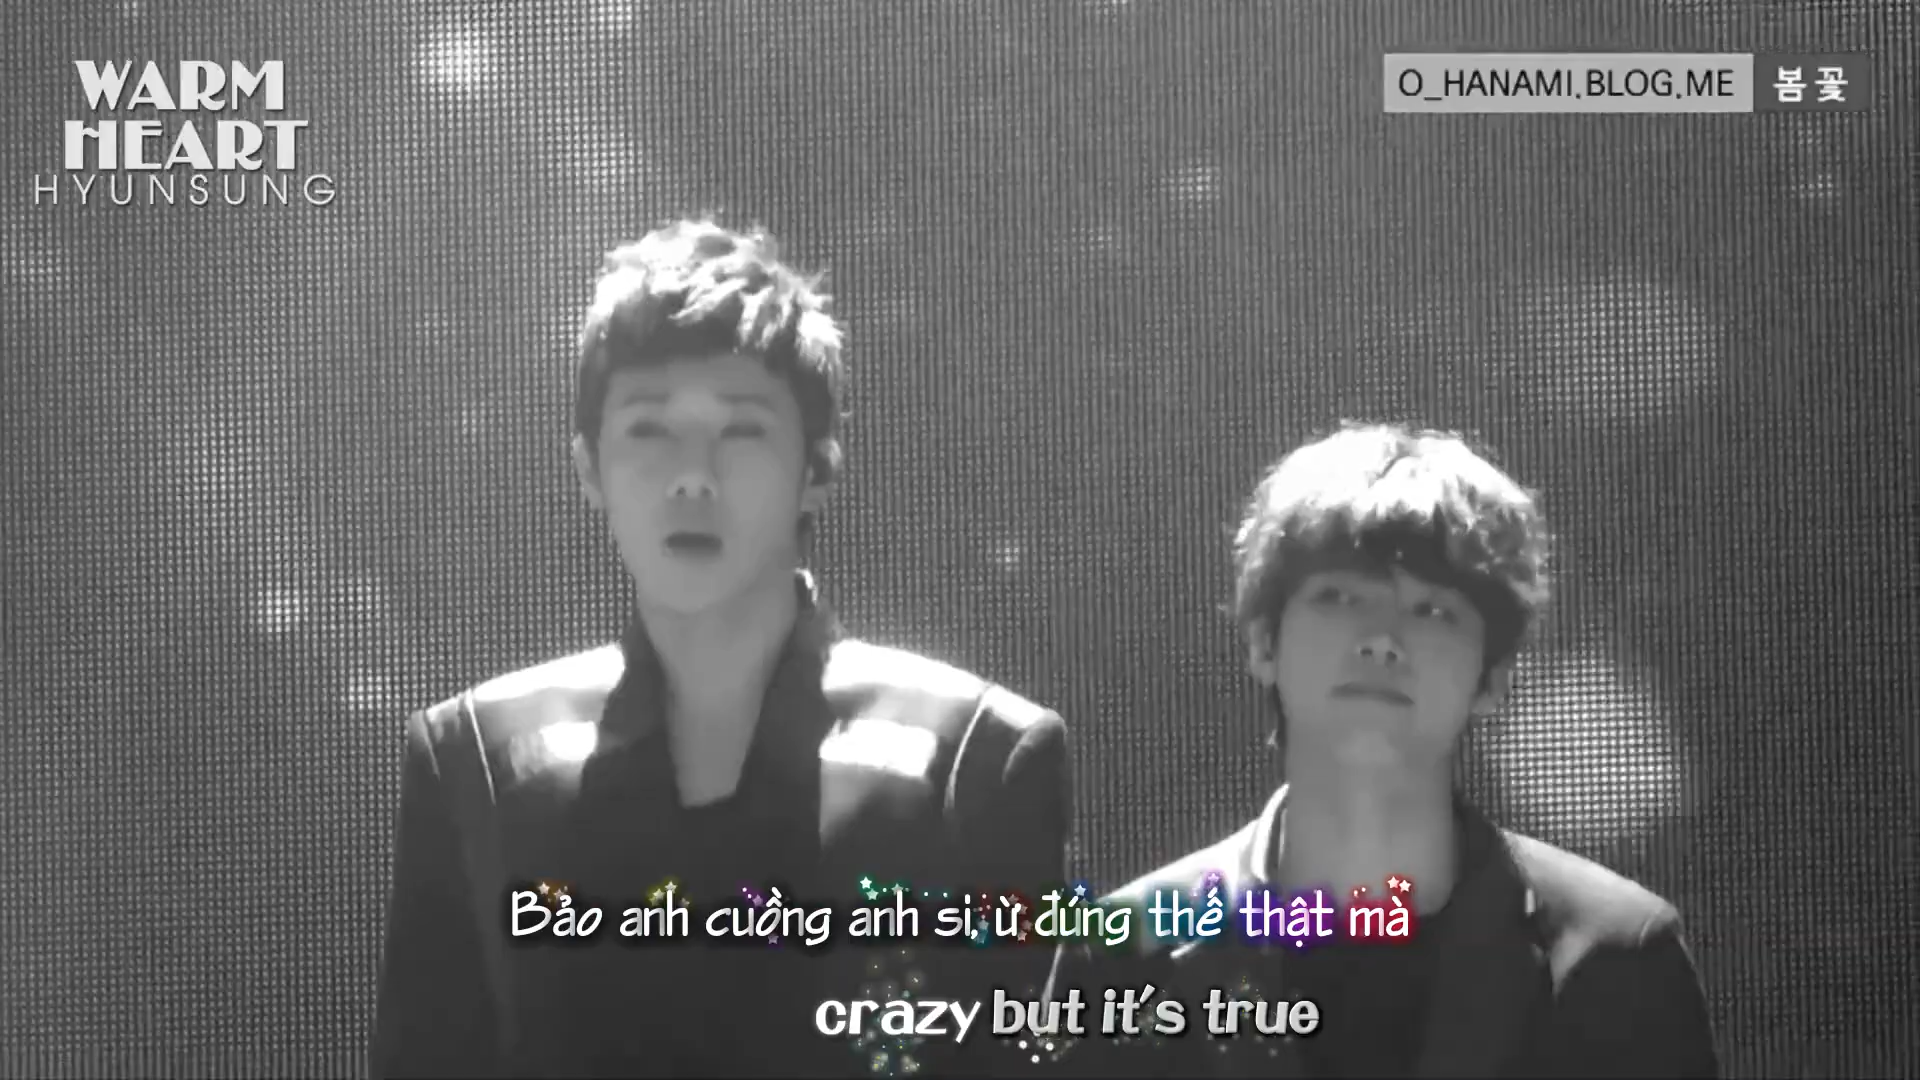 WARM
HEART
HYUNSUNG
O_HANAMI.BLOG.ME 봄꽃
Bảo anh cuồng anh si, ừ đúng thế thật mà
crazy but it's true